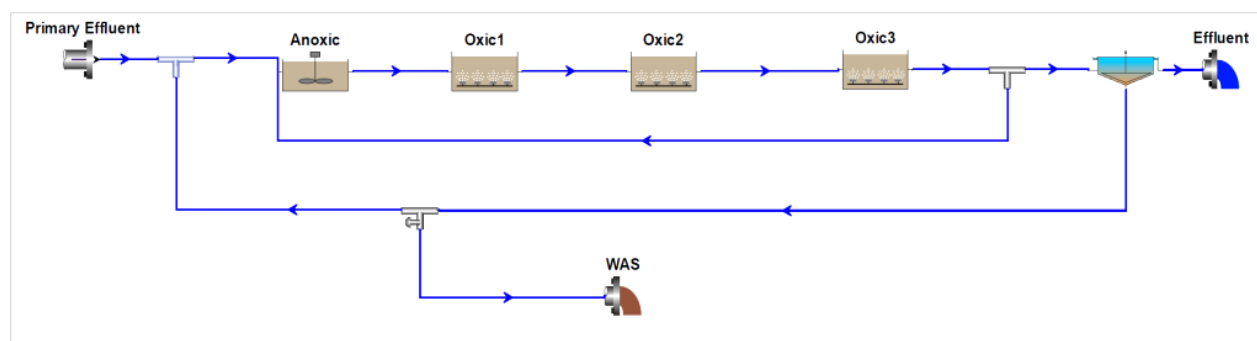 Primary Effluent
Anoxic
Oxic1
Oxic2
Oxic3
Effluent
WAS